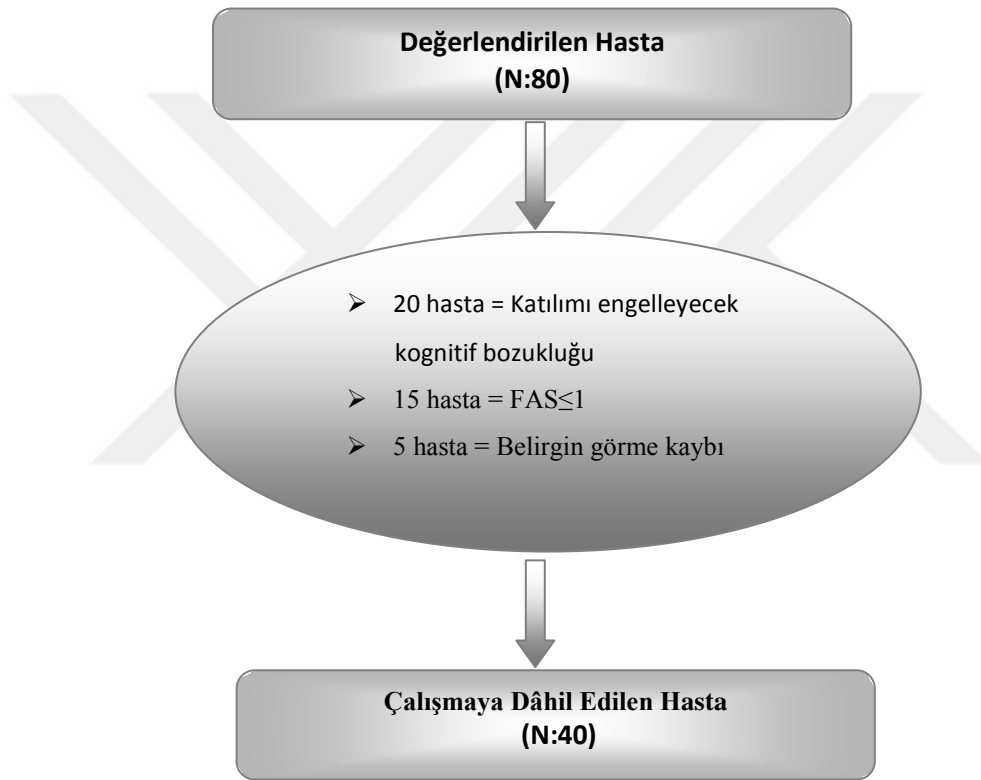 Değerlendirilen Hasta
(N:80)
➢ 20 hasta = Katılımı engelleyecek
kognitif bozukluğu
➢ 15 hasta = FAS≤1
➢ 5 hasta = Belirgin görme kaybı
Çalışmaya Dâhil Edilen Hasta
(N:40)